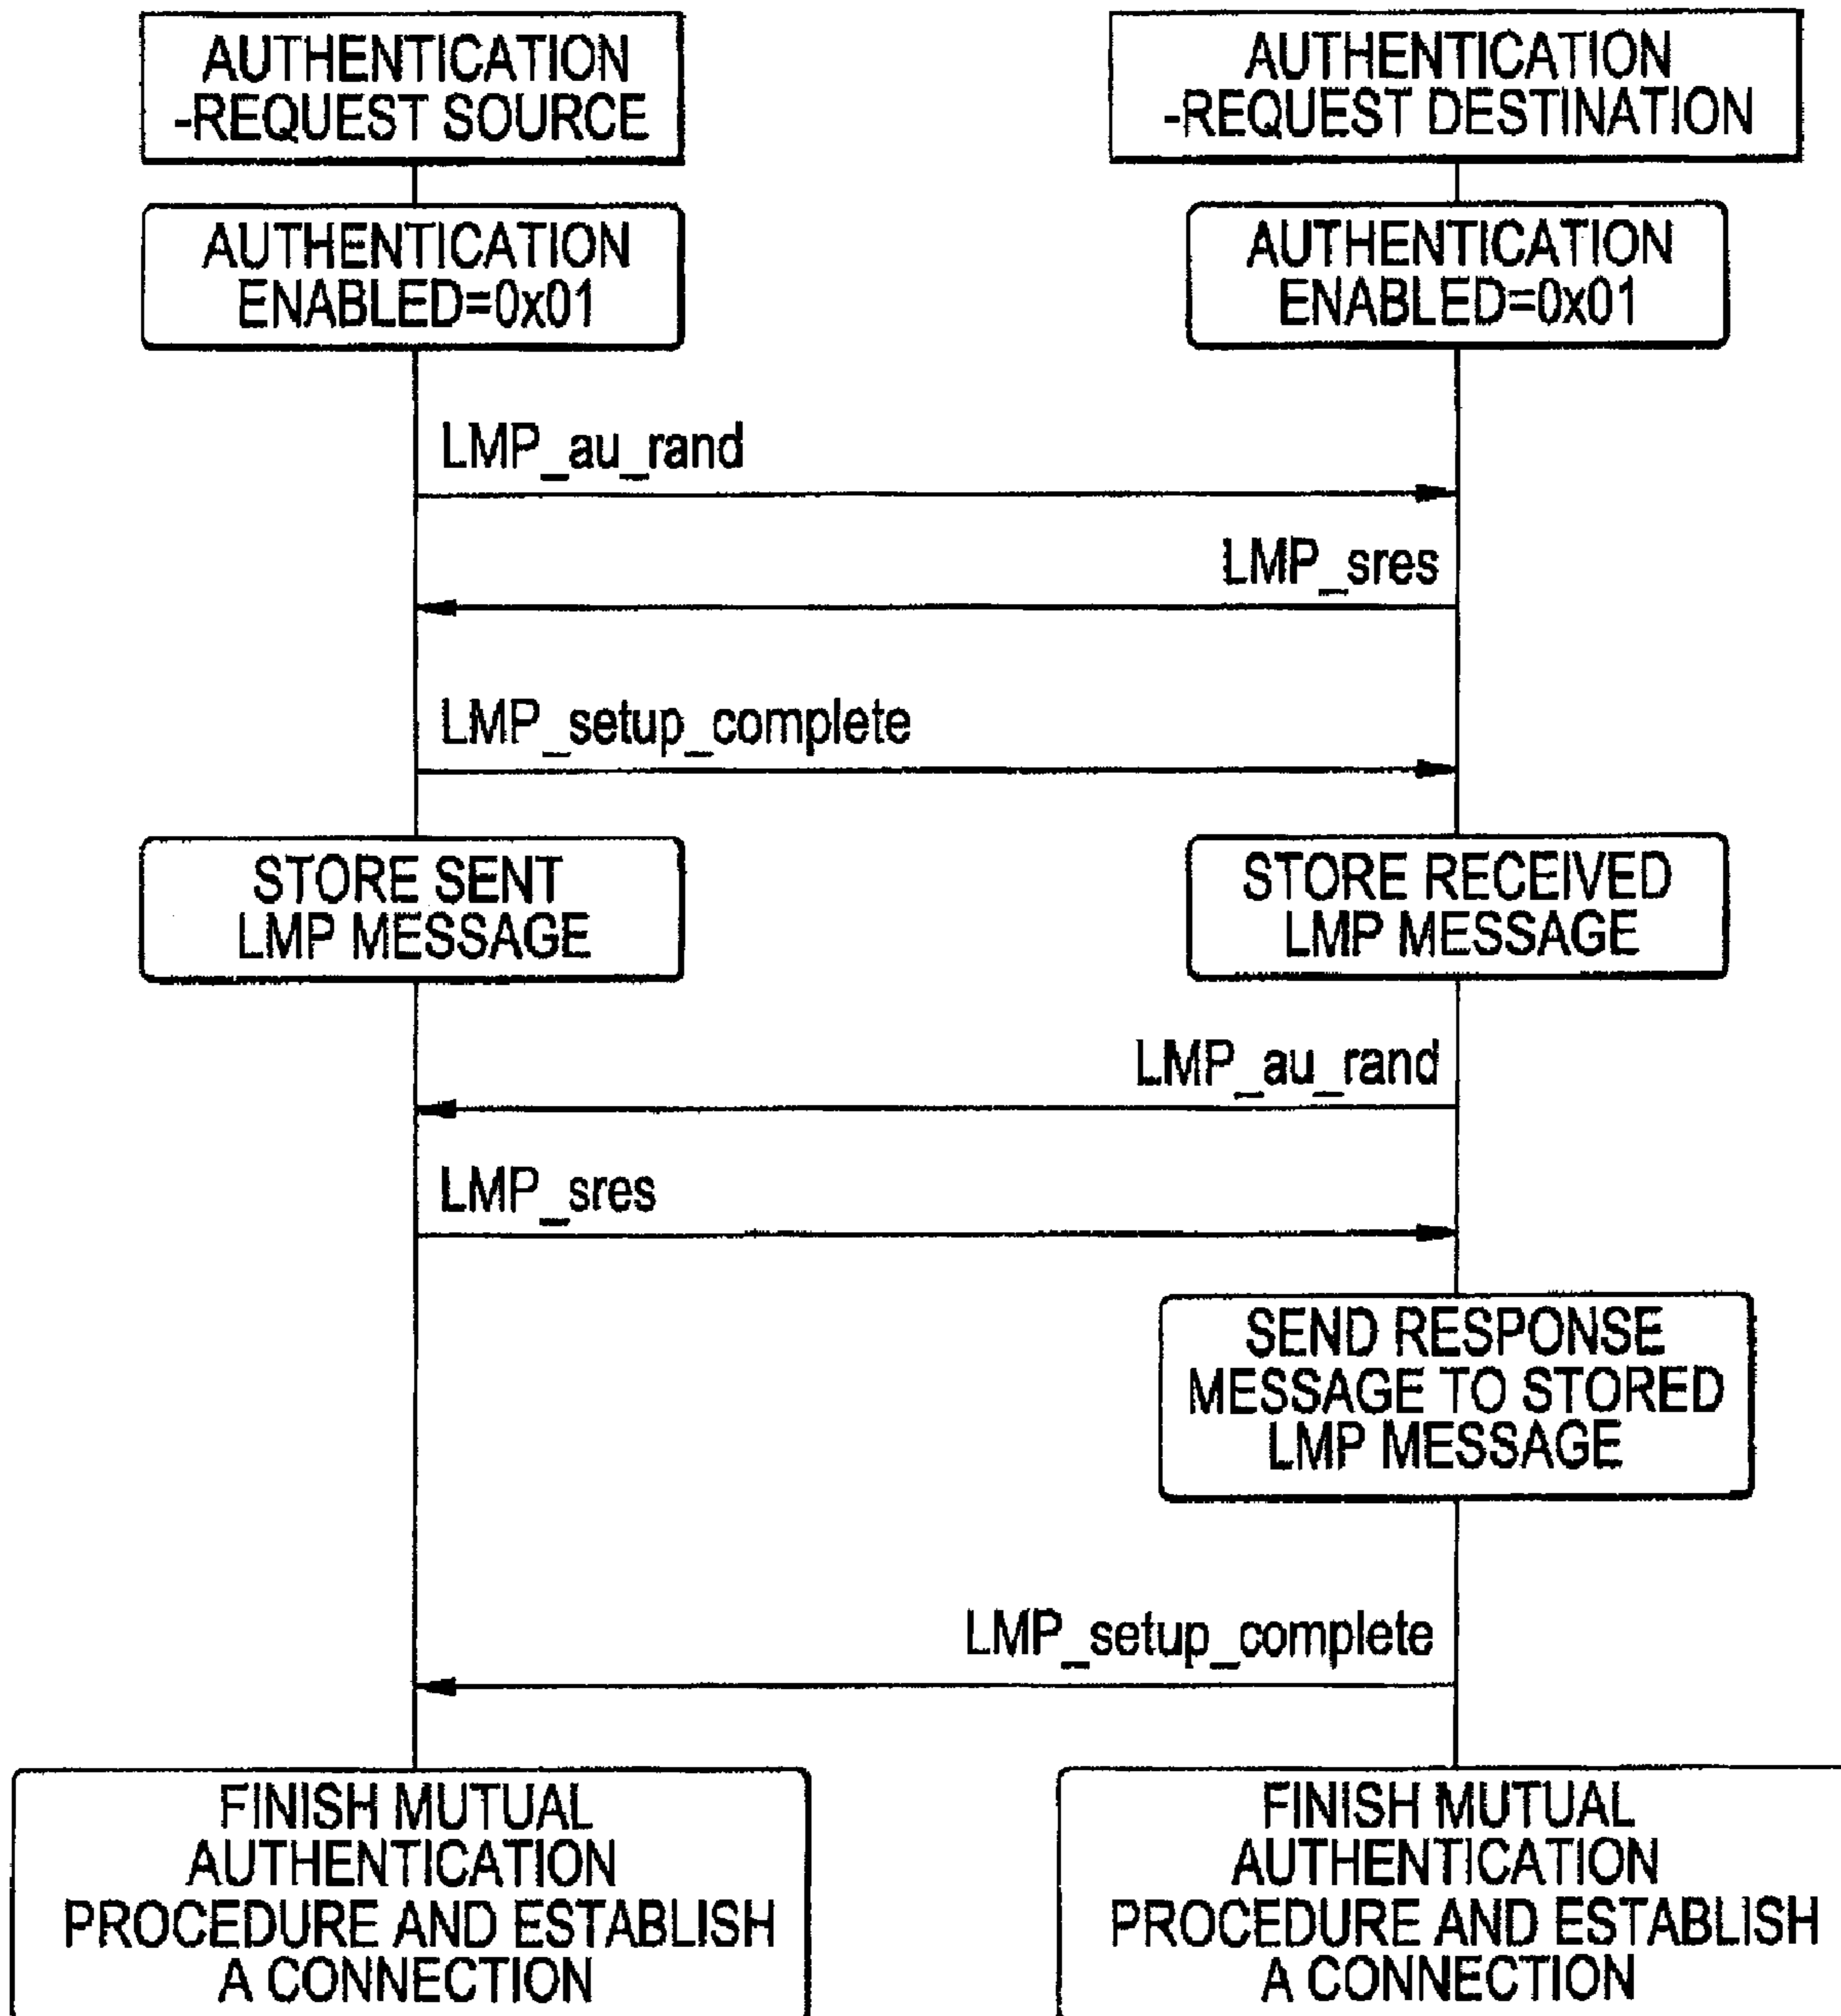 AUTHENTICATION
-REQUEST SOURCE
AUTHENTICATION
-REQUEST DESTINATION
AUTHENTICATION
ENABLED=0x01
AUTHENTICATION
ENABLED=0x01
LMP_au_rand
LMP_sres
LMP_setup_complete
STORE SENT
LMP MESSAGE
STORE RECEIVED
LMP MESSAGE
LMP_au_rand
LMP_sres
SEND RESPONSE
MESSAGE TO STORED
LMP MESSAGE
LMP_setup_complete
FINISH MUTUAL
AUTHENTICATION
PROCEDURE AND ESTABLISH
A CONNECTION
FINISH MUTUAL
AUTHENTICATION
PROCEDURE AND ESTABLISH
A CONNECTION